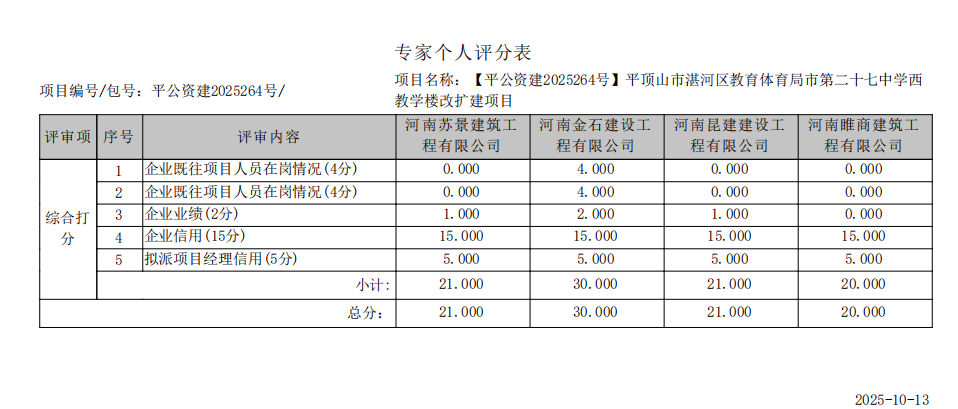 专家个人评分表
项目编号/包号: 平公资建2025264号/
项目名称: 【平公资建2025264号】平顶山市湛河区教育体育局市第二十七中学西
教学楼改扩建项目
评审项 序号 评审内容 河南苏景建筑工程有限公司 河南金石建设工程有限公司 河南昆建建设工程有限公司 河南睢商建筑工程有限公司
综合打分
1 企业既往项目人员在岗情况(4分) 0.000 4.000 0.000 0.000
2 企业既往项目人员在岗情况(4分) 0.000 4.000 0.000 0.000
3 企业业绩(2分) 1.000 2.000 1.000 0.000
4 企业信用(15分) 15.000 15.000 15.000 15.000
5 拟派项目经理信用(5分) 5.000 5.000 5.000 5.000
小计: 21.000 30.000 21.000 20.000
总分: 21.000 30.000 21.000 20.000
2025-10-13